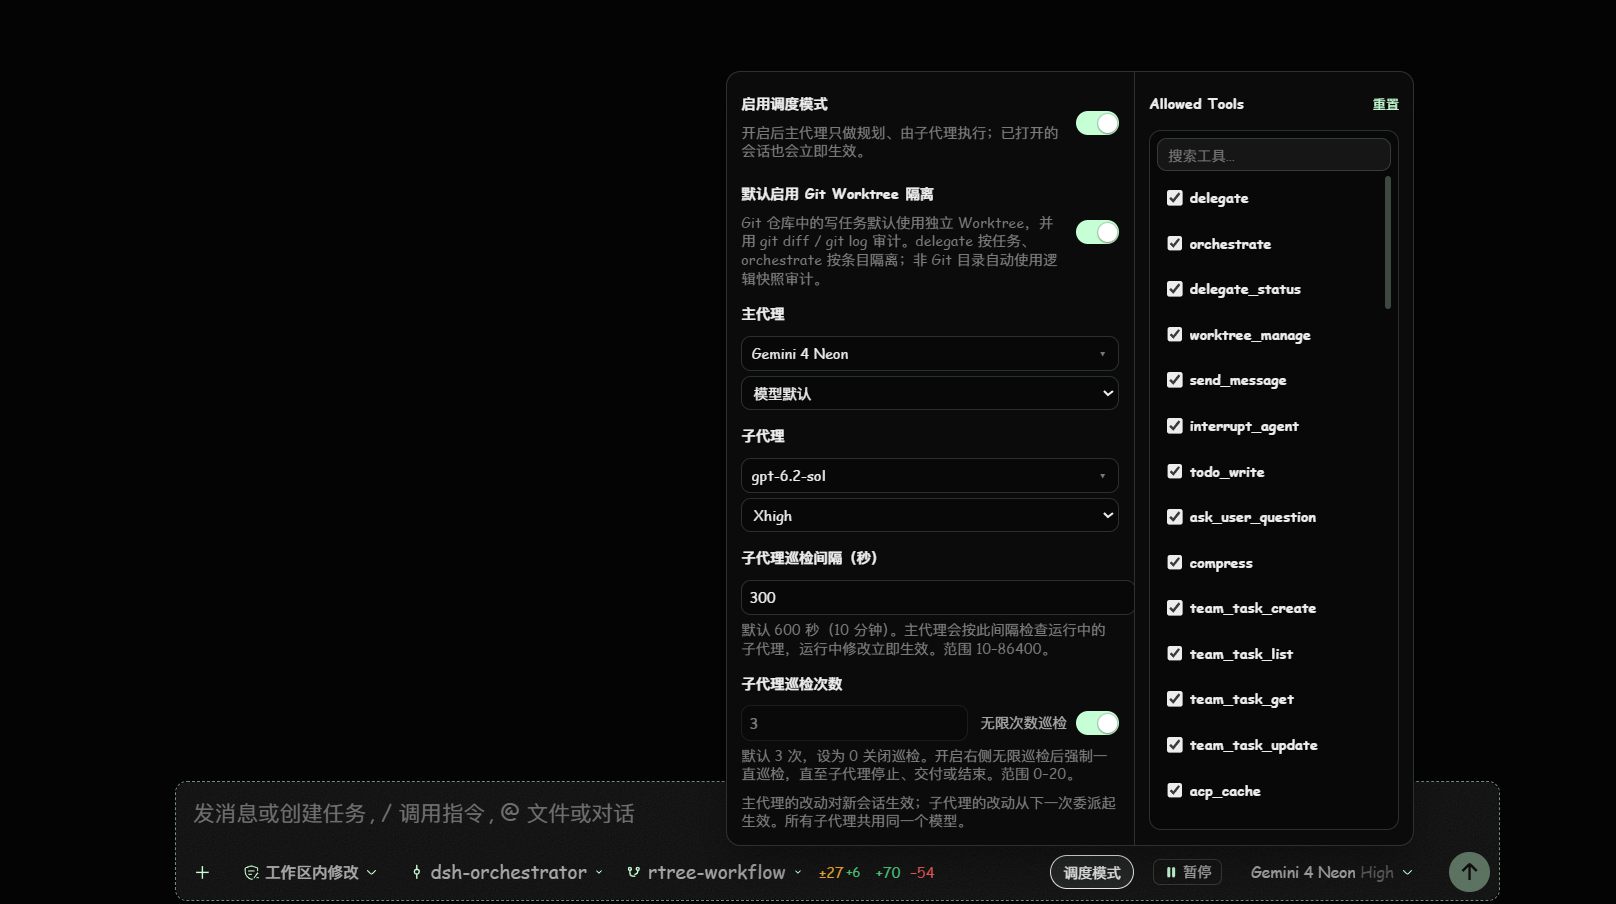 启用调度模式
开启后主代理只做规划、由子代理执行；已打开的
会话也会立即生效。
默认启用 Git Worktree 隔离
Git 仓库中的写任务默认使用独立 Worktree，并
用 git diff / git log 审计。delegate 按任务、
orchestrate 按条目隔离；非 Git 目录自动使用逻
辑快照审计。
主代理
Gemini 4 Neon
模型默认
子代理
gpt-6.2-sol
Xhigh
子代理巡检间隔（秒）
300
默认 600 秒（10 分钟）。主代理会按此间隔检查运行中的
子代理，运行中修改立即生效。范围 10-86400。
子代理巡检次数
3
无限次数巡检
默认 3 次，设为 0 关闭巡检。开启右侧无限巡检后强制一
直巡检，直至子代理停止、交付或结束。范围 0-20。
主代理的改动对新会话生效；子代理的改动从下一次委派起
生效。所有子代理共用同一个模型。
Allowed Tools
重置
搜索工具...
delegate
orchestrate
delegate_status
worktree_manage
send_message
interrupt_agent
todo_write
ask_user_question
compress
team_task_create
team_task_list
team_task_get
team_task_update
acp_cache
发消息或创建任务, / 调用指令, @ 文件或对话
工作区内修改
dsh-orchestrator
rtree-workflow
±27 +6 +70 -54
调度模式
暂停
Gemini 4 Neon High